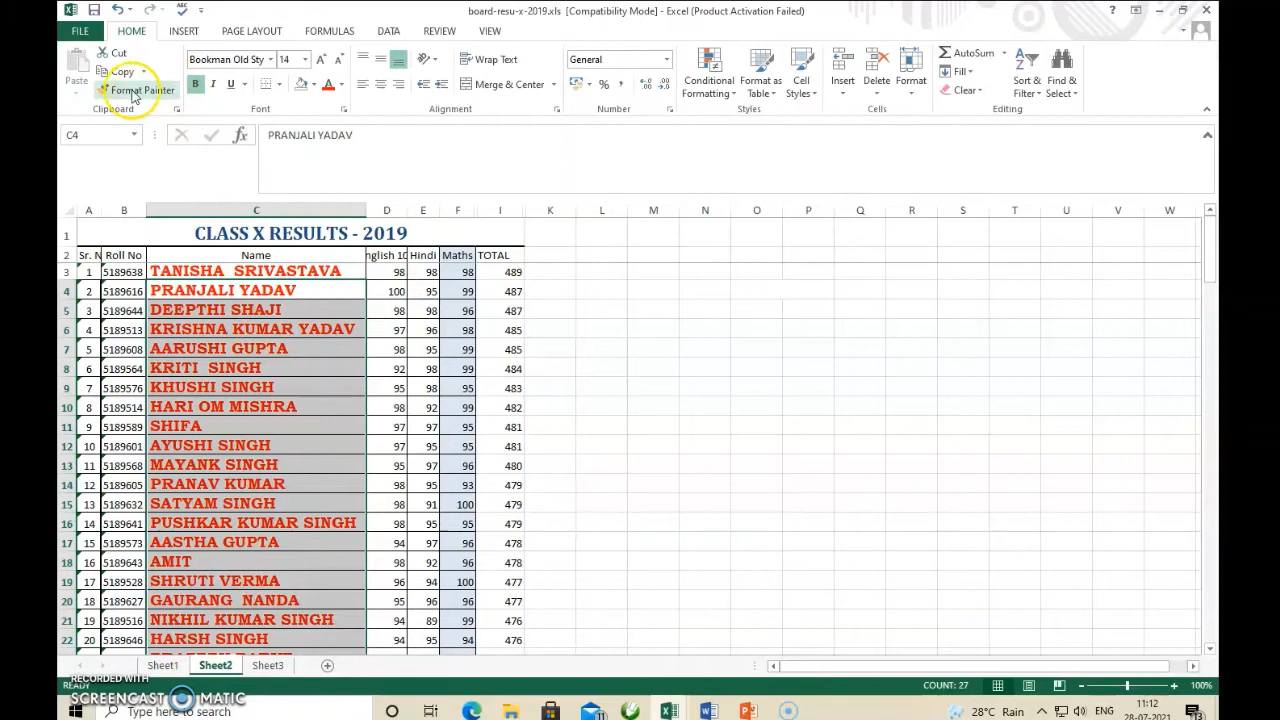 board-resu-x-2019.xls [Compatibility Mode] - Excel (Product Activation Failed)
FILE HOME INSERT PAGE LAYOUT FORMULAS DATA REVIEW VIEW
Paste Cut Copy Format Painter Clipboard
Bookman Old Sty 14 B I U A Font
Wrap Text Merge & Center Alignment
General % , Number
Conditional Formatting Format as Table Cell Styles Styles
Insert Delete Format Cells
AutoSum Fill Clear Sort & Filter Find & Select Editing
C4 fx PRANJALI YADAV
A B C D E F I K L M N O P Q R S T U V W
1 CLASS X RESULTS - 2019
2 Sr. N Roll No Name nglish 10 Hindi Maths TOTAL
3 1 5189638 TANISHA SRIVASTAVA 98 98 98 489
4 2 5189616 PRANJALI YADAV 100 95 99 487
5 3 5189644 DEEPTHI SHAJI 98 98 96 487
6 4 5189513 KRISHNA KUMAR YADAV 97 96 98 485
7 5 5189608 AARUSHI GUPTA 98 95 99 485
8 6 5189564 KRITI SINGH 92 98 99 484
9 7 5189576 KHUSHI SINGH 95 98 95 483
10 8 5189514 HARI OM MISHRA 98 92 99 482
11 9 5189589 SHIFA 97 97 95 481
12 10 5189601 AYUSHI SINGH 97 95 96 481
13 11 5189568 MAYANK SINGH 95 97 96 480
14 12 5189605 PRANAV KUMAR 98 95 93 479
15 13 5189632 SATYAM SINGH 98 91 100 479
16 14 5189641 PUSHKAR KUMAR SINGH 98 95 95 479
17 15 5189573 AASTHA GUPTA 94 97 96 478
18 16 5189643 AMIT 98 92 96 478
19 17 5189528 SHRUTI VERMA 96 94 100 477
20 18 5189627 GAURANG NANDA 95 96 96 477
21 19 5189516 NIKHIL KUMAR SINGH 94 89 99 476
22 20 5189646 HARSH SINGH 94 95 94 476
Sheet1 Sheet2 Sheet3
READY COUNT: 27 100%
RECORDED WITH
SCREENCAST MATIC
Type here to search 11 28°C Rain ENG 11:12 28-07-2021 13